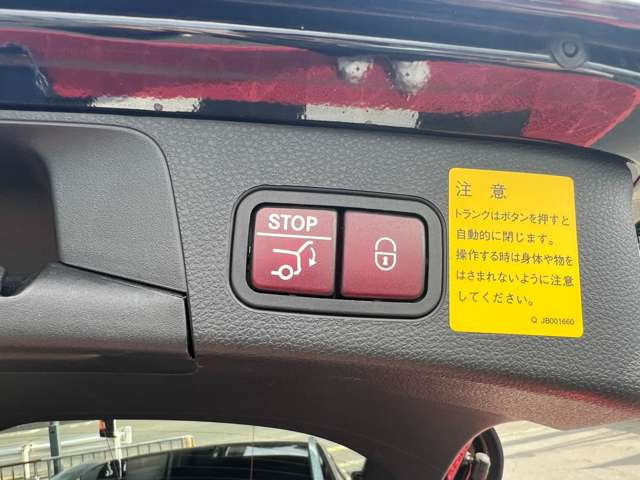 STOP
注意
トランクはボタンを押すと
自動的に閉じます。
操作する時は身体や物を
はさまれないように注意
してください。
Q JB001660